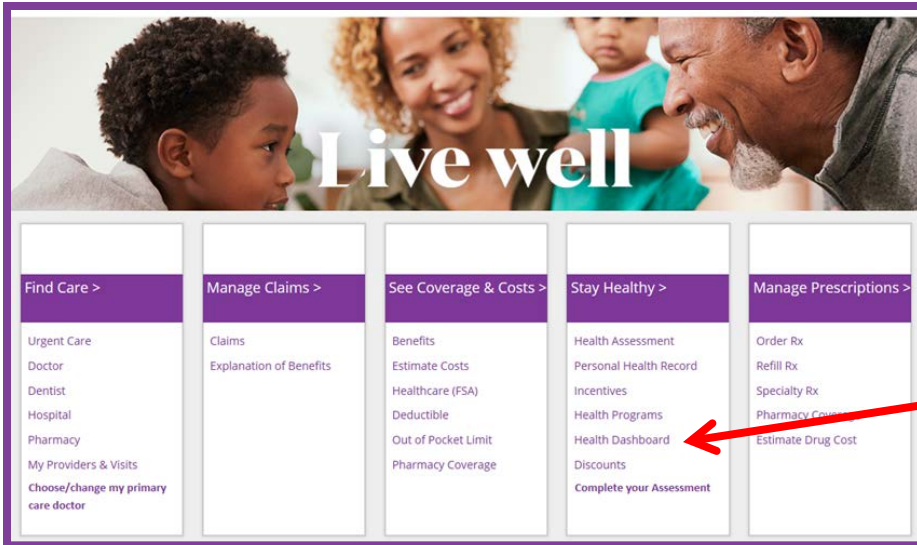 Live well
Find Care >
Urgent Care
Doctor
Dentist
Hospital
Pharmacy
My Providers & Visits
Choose/change my primary
care doctor
Manage Claims >
Claims
Explanation of Benefits
See Coverage & Costs >
Benefits
Estimate Costs
Healthcare (FSA)
Deductible
Out of Pocket Limit
Pharmacy Coverage
Stay Healthy >
Health Assessment
Personal Health Record
Incentives
Health Programs
Health Dashboard
Discounts
Complete your Assessment
Manage Prescriptions >
Order Rx
Refill Rx
Specialty Rx
Pharmacy Coverage
Estimate Drug Cost